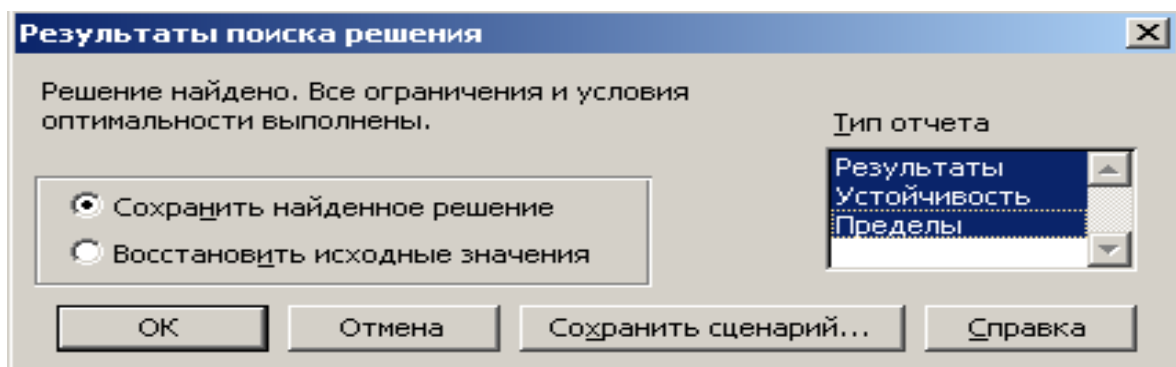 Результаты поиска решения
Решение найдено. Все ограничения и условия
оптимальности выполнены.
Тип отчета
Результаты
Устойчивость
Пределы
Сохранить найденное решение
Восстановить исходные значения
ОК
Отмена
Сохранить сценарий...
Справка